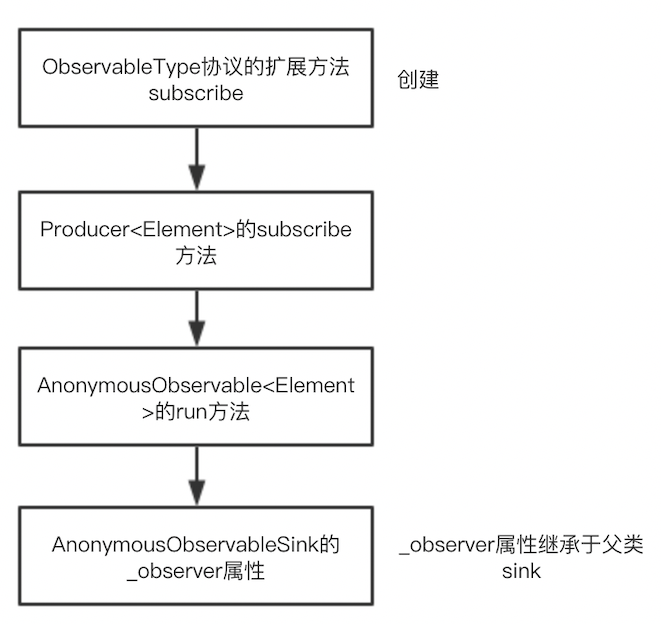 ObservableType协议的扩展方法
subscribe
创建
Producer<Element>的subscribe
方法
AnonymousObservable<Element
>的run方法
AnonymousObservableSink的
_observer属性
_observer属性继承于父类
sink